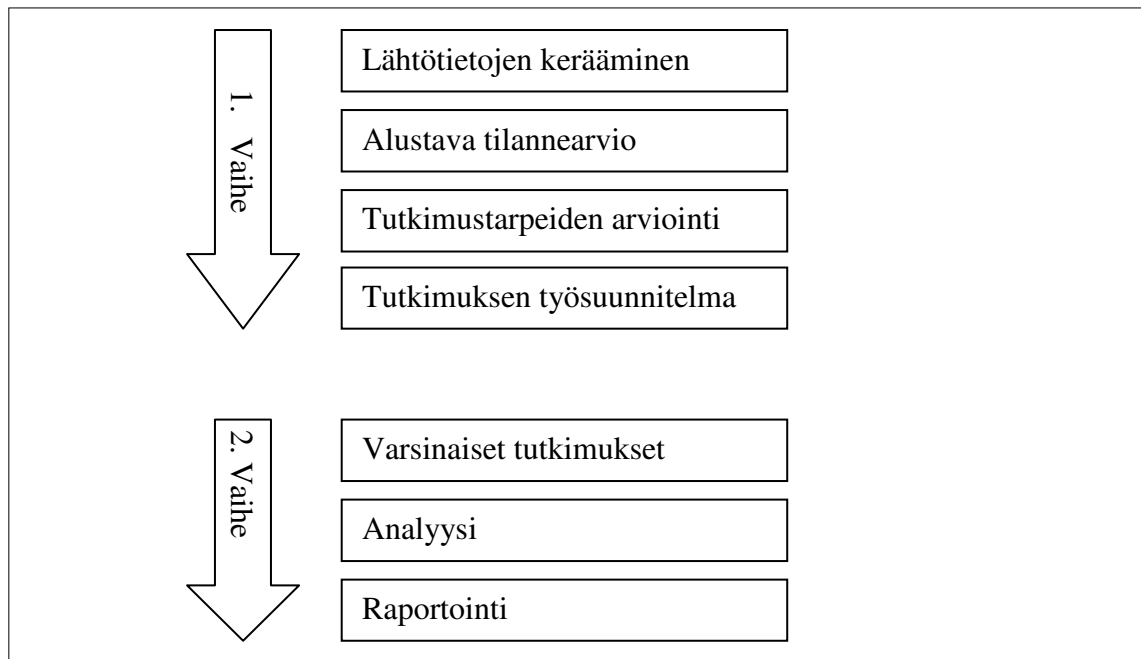 1. Vaihe
Lähtötietojen kerääminen
Alustava tilannearvio
Tutkimustarpeiden arviointi
Tutkimuksen työsuunnitelma
2. Vaihe
Varsinaiset tutkimukset
Analyysi
Raportointi